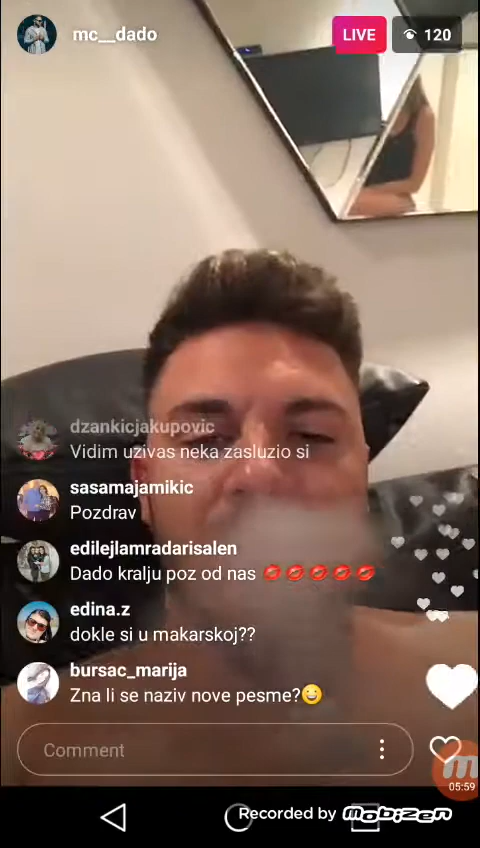 mc__dado
LIVE
120
dzankicjakupovic
Vidim uzivas neka zasluzio si
sasamajamikic
Pozdrav
edilejlamradarisalen
Dado kralju poz od nas 💋💋💋💋💋
edina.z
dokle si u makarskoj??
bursac_marija
Zna li se naziv nove pesme?😀
Comment
05:59
Recorded by Mobizen